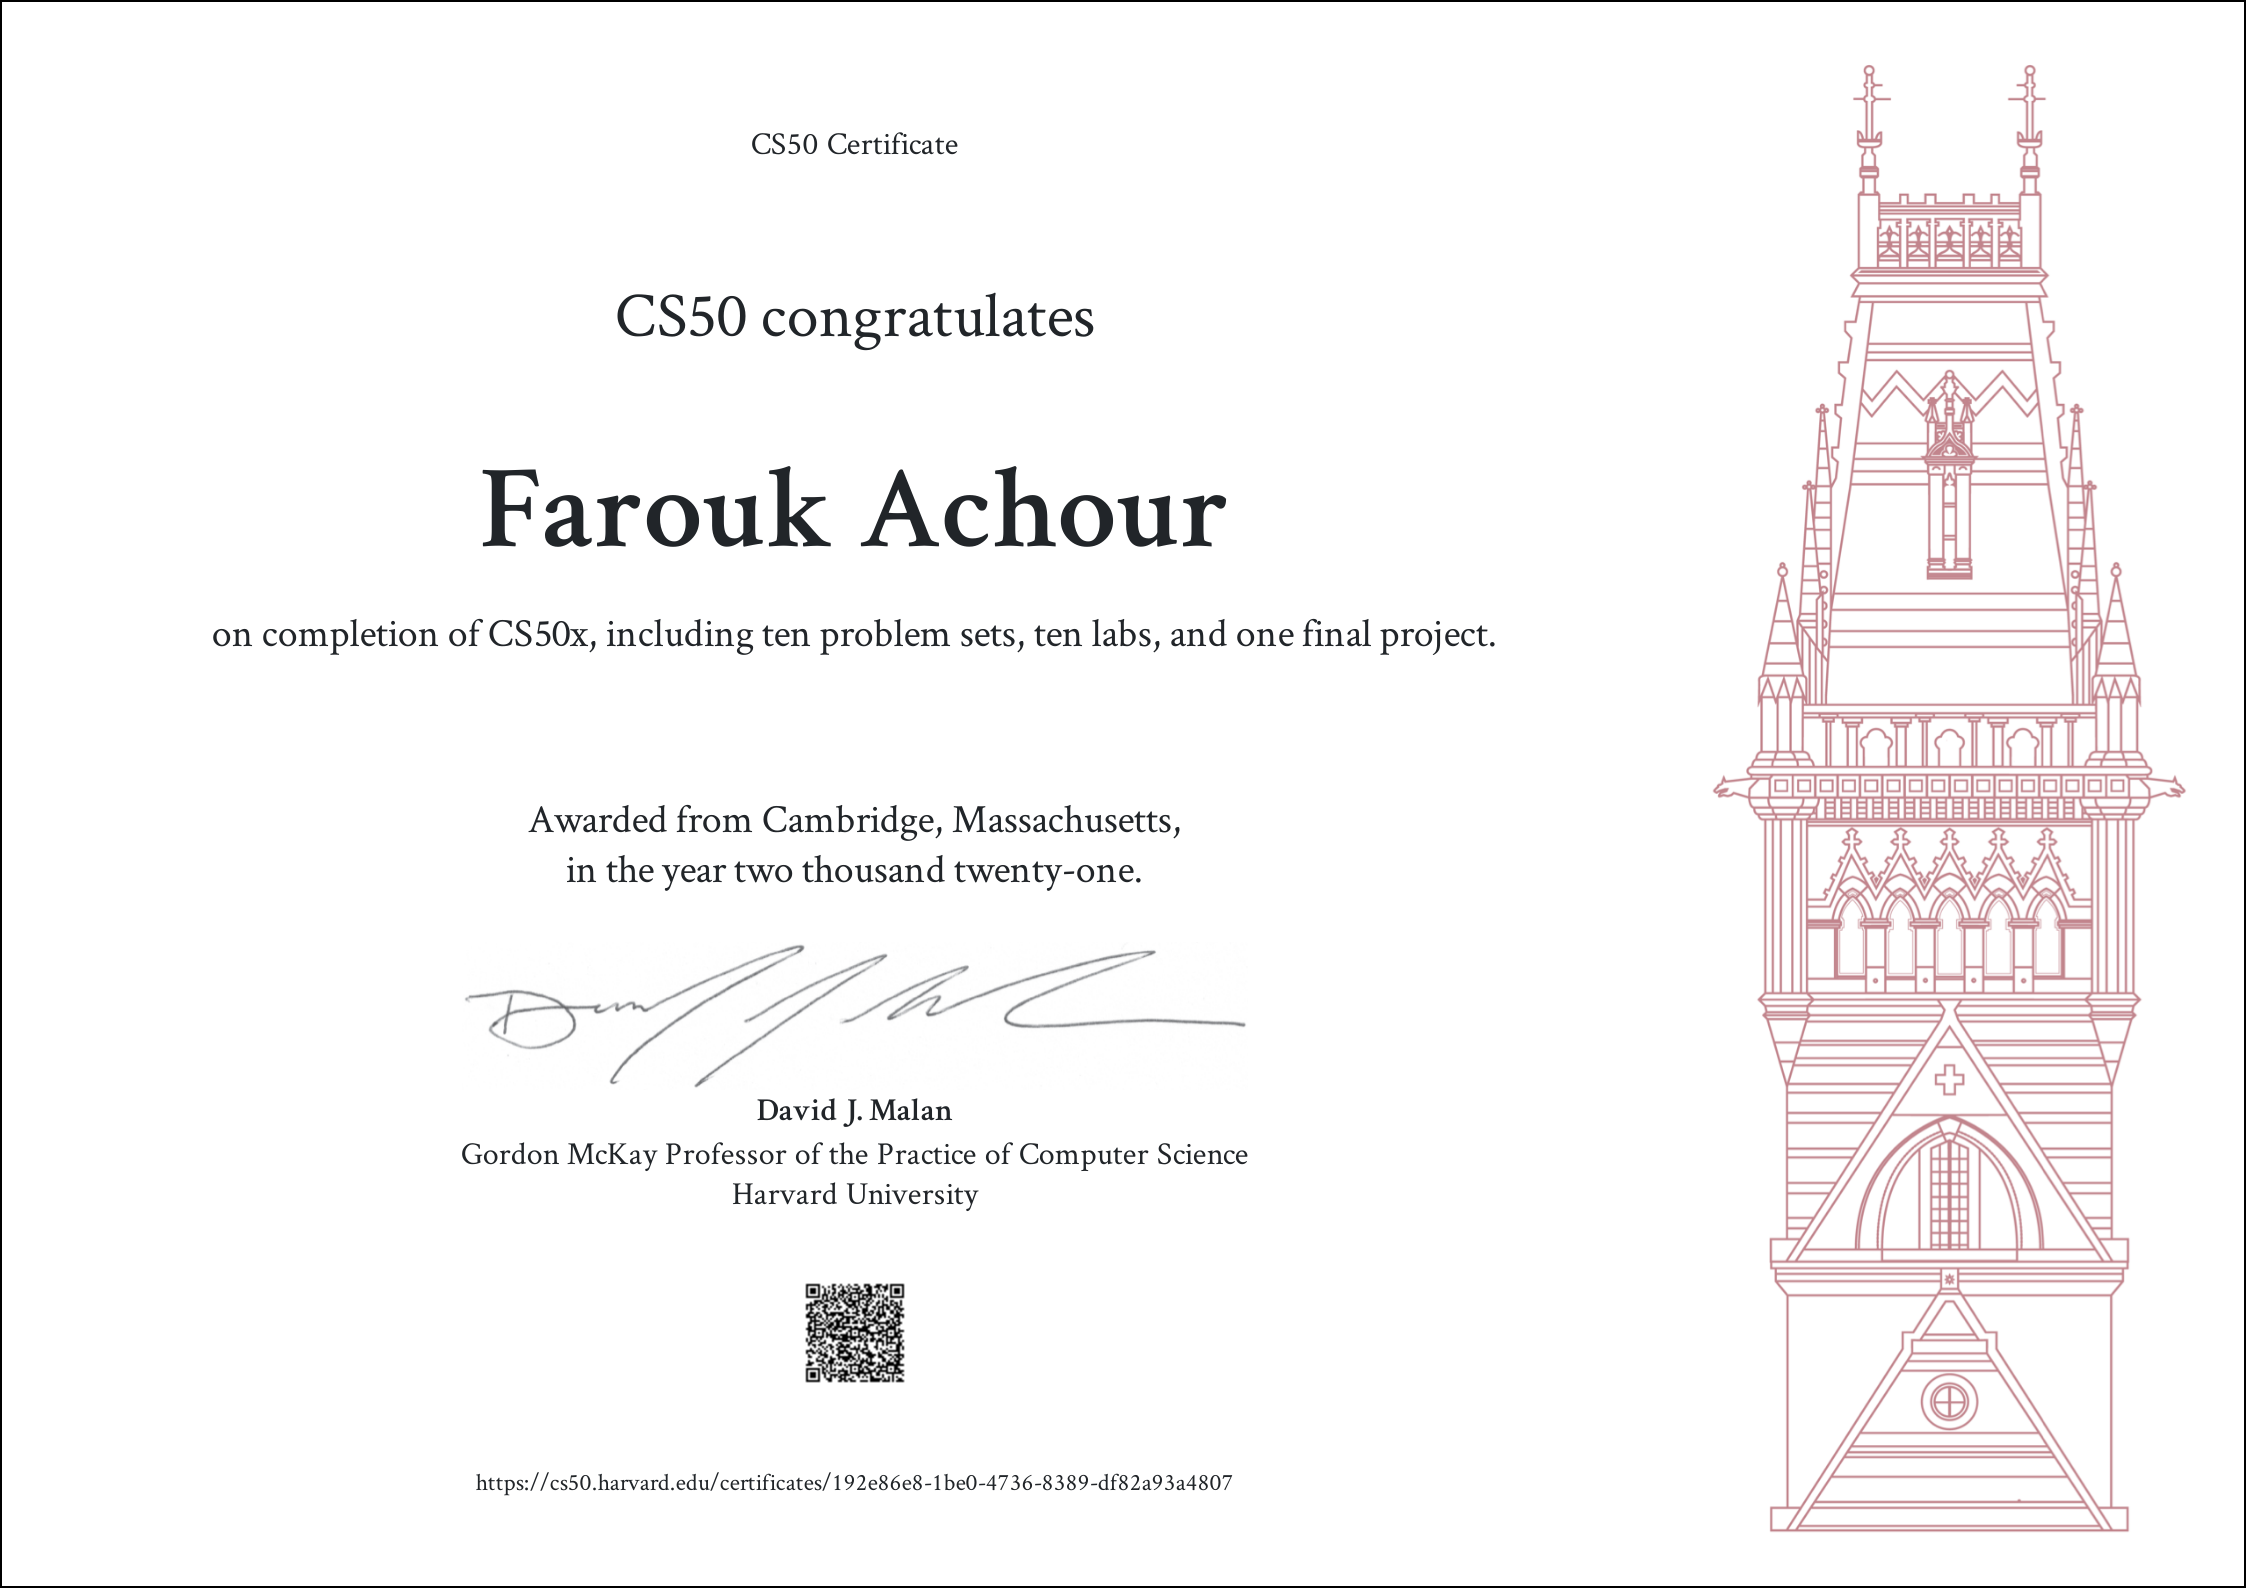 CS50 Certificate
CS50 congratulates
Farouk Achour
on completion of CS50x, including ten problem sets, ten labs, and one final project.
Awarded from Cambridge, Massachusetts,
in the year two thousand twenty-one.
David J. Malan
Gordon McKay Professor of the Practice of Computer Science
Harvard University
https://cs50.harvard.edu/certificates/192e86e8-1be0-4736-8389-df82a93a4807